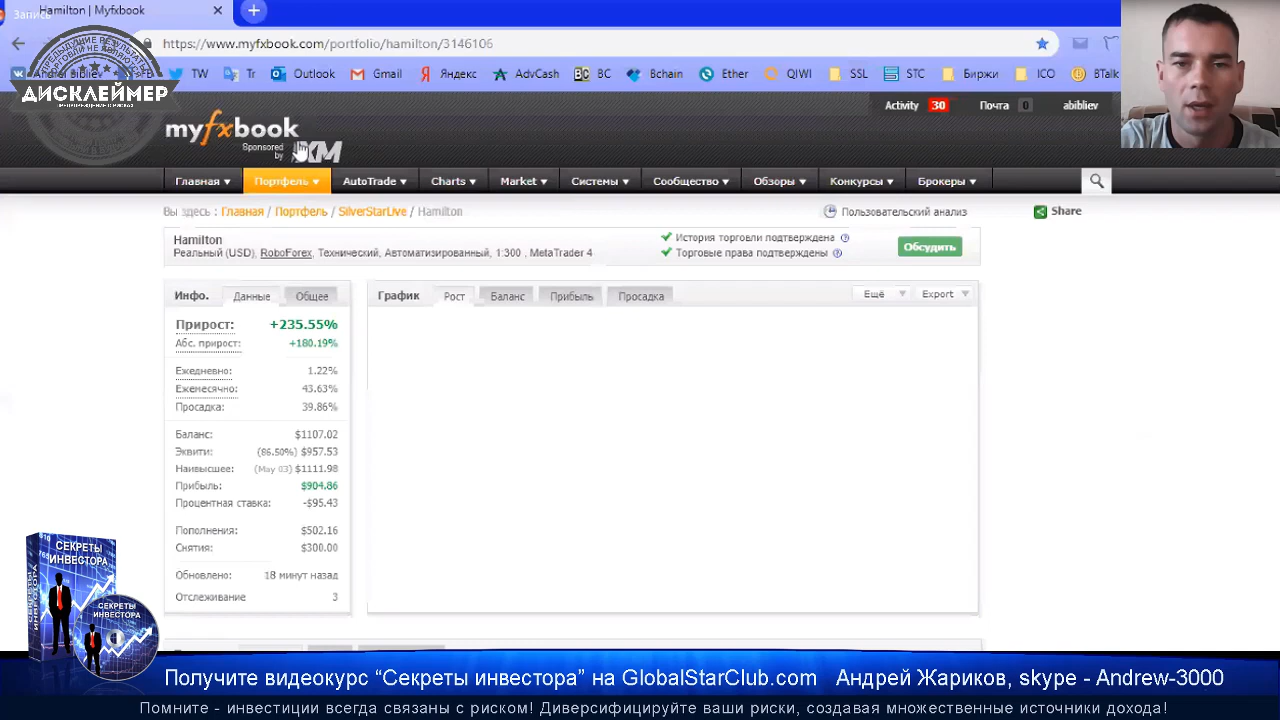 Hamilton | Myfxbook
Запись
https://www.myfxbook.com/portfolio/hamilton/3146106
TW Tr Outlook Gmail Яндекс AdvCash BC Bchain Ether QIWI SSL STC Биржи ICO BTalk
ДИСКЛЕЙМЕР
myfxbook
Sponsored by XM
Activity 30 Почта 0 abibliev
Главная Портфель AutoTrade Charts Market Системы Сообщество Обзоры Конкурсы Брокеры
Вы здесь : Главная / Портфель / SilverStarLive / Hamilton
Пользовательский анализ
Share
Hamilton
Реальный (USD), RoboForex, Технический, Автоматизированный, 1:300 , MetaTrader 4
История торговли подтверждена
Торговые права подтверждены
Обсудить
Инфо. Данные Общее
График Рост Баланс Прибыль Просадка
Ещё Export
Прирост: +235.55%
Абс. прирост: +180.19%
Ежедневно: 1.22%
Ежемесячно: 43.63%
Просадка: 39.86%
Баланс: $1107.02
Эквити: (86.50%) $957.53
Наивысшее: (May 03) $1111.98
Прибыль: $904.86
Процентная ставка: -$95.43
Пополнения: $502.16
Снятия: $300.00
Обновлено: 18 минут назад
Отслеживание 3
СЕКРЕТЫ
ИНВЕСТОРА
СЕКРЕТЫ
ИНВЕСТОРА
Получите видеокурс “Секреты инвестора” на GlobalStarClub.com Андрей Жариков, skype - Andrew-3000
Помните - инвестиции всегда связаны с риском! Диверсифицируйте ваши риски, создавая множественные источники дохода!